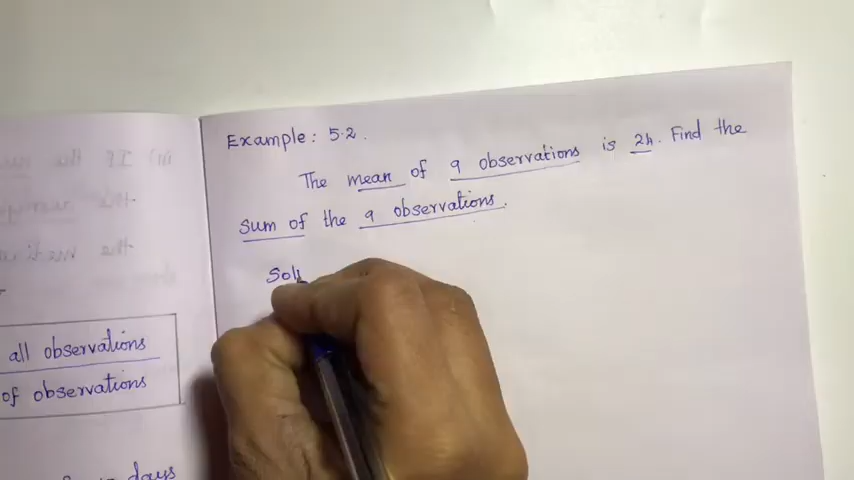 Example: 5.2.
The mean of 9 observations is 24. Find the
sum of the 9 observations.
all observations
of observations
days